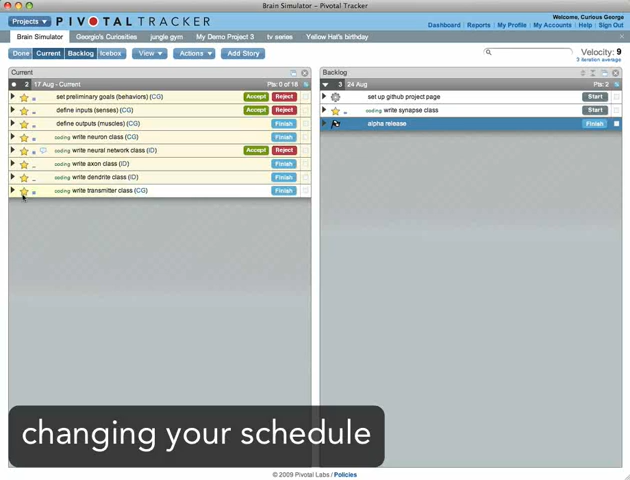 Brain Simulator – Pivotal Tracker
Projects ▼ PIVOTAL TRACKER
Welcome, Curious George
Dashboard | Reports | My Profile | My Accounts | Help | Sign Out
Brain Simulator Georgie's Curiosities jungle gym My Demo Project 3 tv series Yellow Hat's birthday
Done Current Backlog Icebox View ▼ Actions ▼ Add Story
Velocity: 9
3 iteration average
Current
2 17 Aug - Current Pts: 0 of 18
set preliminary goals (behaviors) (CG) Accept Reject
define inputs (senses) (CG) Accept Reject
define outputs (muscles) (CG) Finish
coding write neuron class (CG) Finish
coding write neural network class (ID) Accept Reject
coding write axon class (ID) Finish
coding write dendrite class (ID) Finish
coding write transmitter class (CG) Finish
Backlog
3 24 Aug Pts: 2
set up github project page Start
coding write synapse class Start
alpha release Finish
changing your schedule
© 2009 Pivotal Labs / Policies